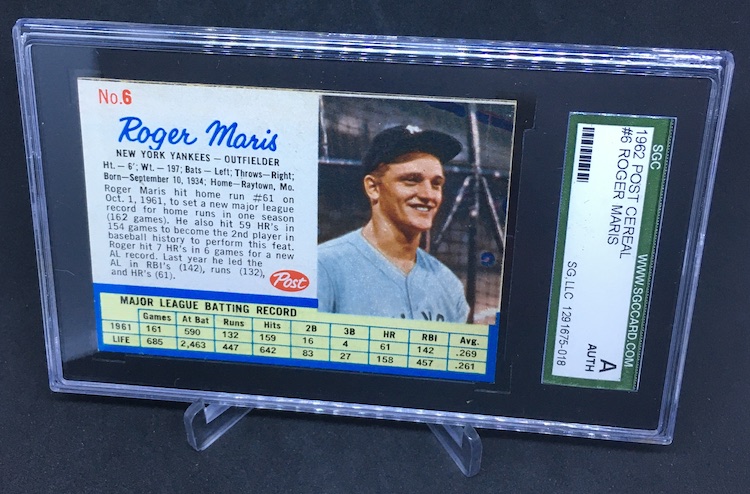 No.6
Roger Maris
NEW YORK YANKEES — OUTFIELDER
Ht. — 6'; Wt. — 197; Bats — Left; Throws—Right;
Born—September 10, 1934; Home—Raytown, Mo.
Roger Maris hit home run #61 on
Oct. 1, 1961, to set a new major league
record for home runs in one season
(162 games). He also hit 59 HR's in
154 games to become the 2nd player in
baseball history to perform this feat.
Roger hit 7 HR's in 6 games for a new
AL record. Last year he led the
AL in RBI's (142), runs (132),
and HR's (61).
Post
MAJOR LEAGUE BATTING RECORD
Games At Bat Runs Hits 2B 3B HR RBI Avg.
1961 161 590 132 159 16 4 61 142 .269
LIFE 685 2,463 447 642 83 27 158 457 .261
SGC
WWW.SGCCARD.COM
1962 POST CEREAL
#6 ROGER MARIS
A
AUTH
SG,LLC 1291675-018